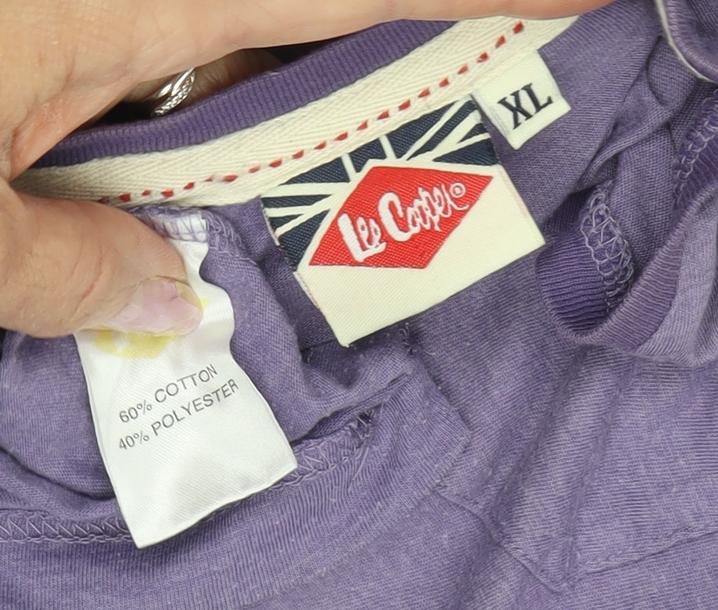 XL
Lee Cooper®
60% COTTON
40% POLYESTER